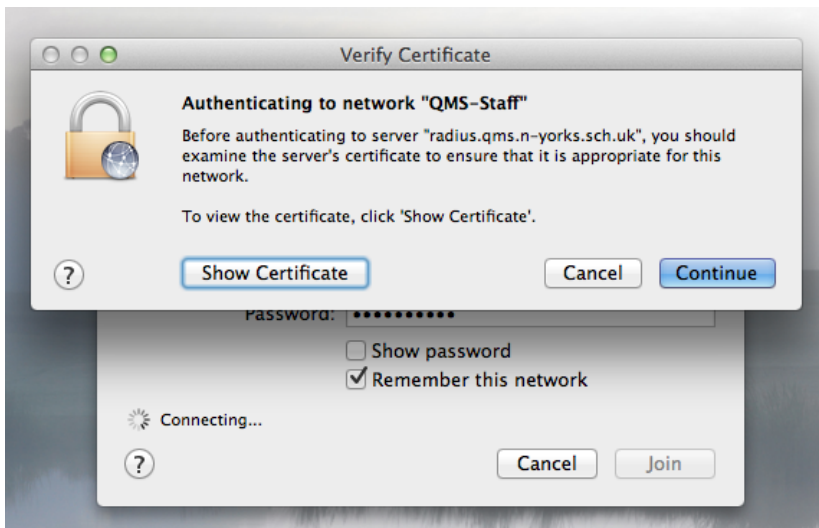 Verify Certificate
Authenticating to network "QMS-Staff"
Before authenticating to server "radius.qms.n-yorks.sch.uk", you should
examine the server's certificate to ensure that it is appropriate for this
network.
To view the certificate, click 'Show Certificate'.
?
Show Certificate
Cancel
Continue
Password: ••••••••••
Show password
Remember this network
Connecting...
?
Cancel
Join